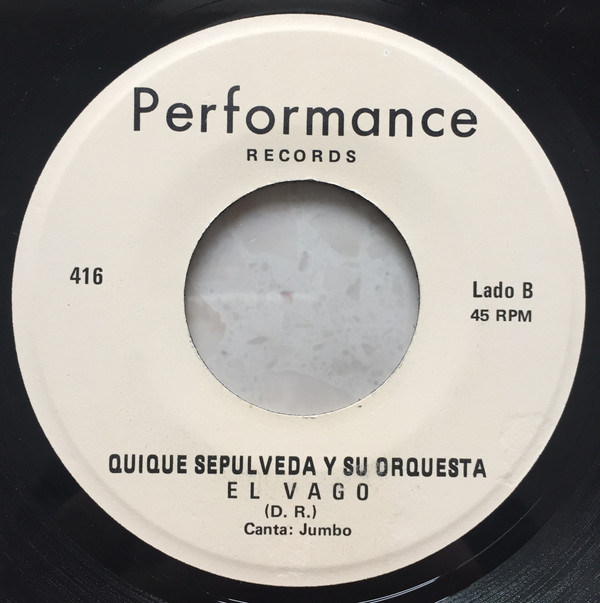 Performance
RECORDS
416
Lado B
45 RPM
QUIQUE SEPULVEDA Y SU ORQUESTA
EL VAGO
(D. R.)
Canta: Jumbo